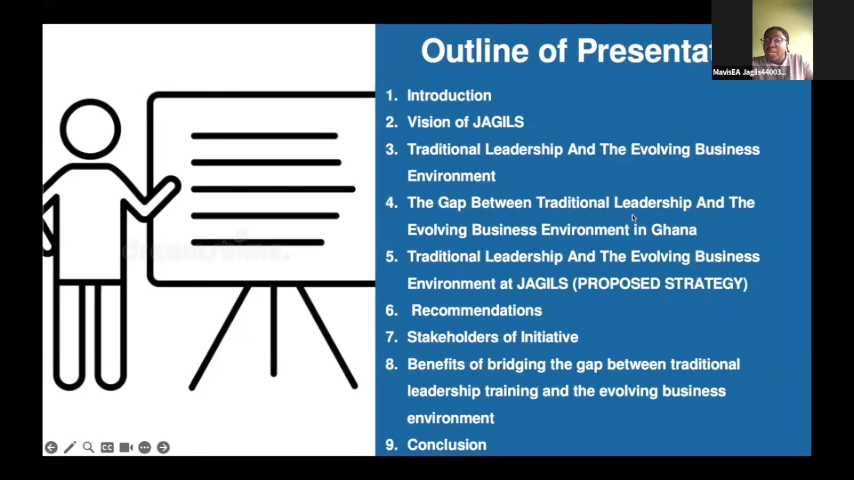 Outline of Presentat
MavisEA_Jagils44003...
1. Introduction
2. Vision of JAGILS
3. Traditional Leadership And The Evolving Business
Environment
4. The Gap Between Traditional Leadership And The
Evolving Business Environment in Ghana
5. Traditional Leadership And The Evolving Business
Environment at JAGILS (PROPOSED STRATEGY)
6. Recommendations
7. Stakeholders of Initiative
8. Benefits of bridging the gap between traditional
leadership training and the evolving business
environment
9. Conclusion
CC